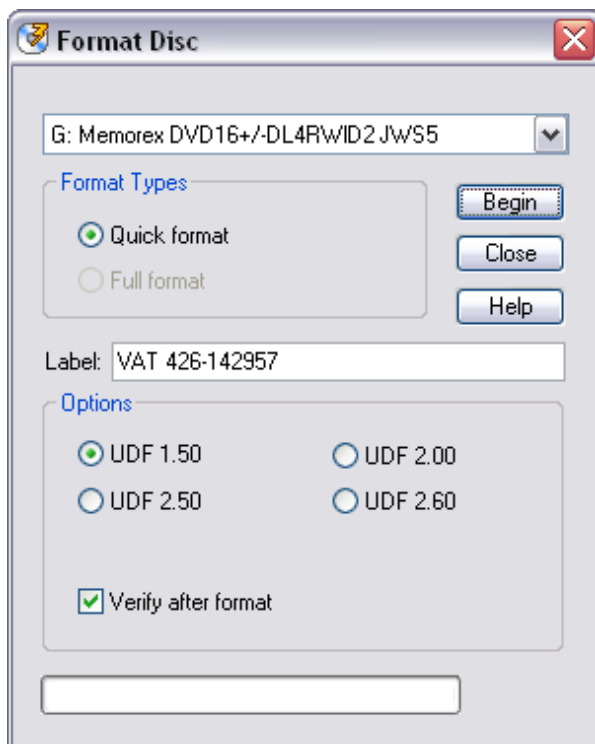 Format Disc
G: Memorex DVD16+/-DL4RWlD2 JWS5
Format Types
Begin
Quick format
Close
Full format
Help
Label: VAT 426-142957
Options
UDF 1.50 UDF 2.00
UDF 2.50 UDF 2.60
Verify after format